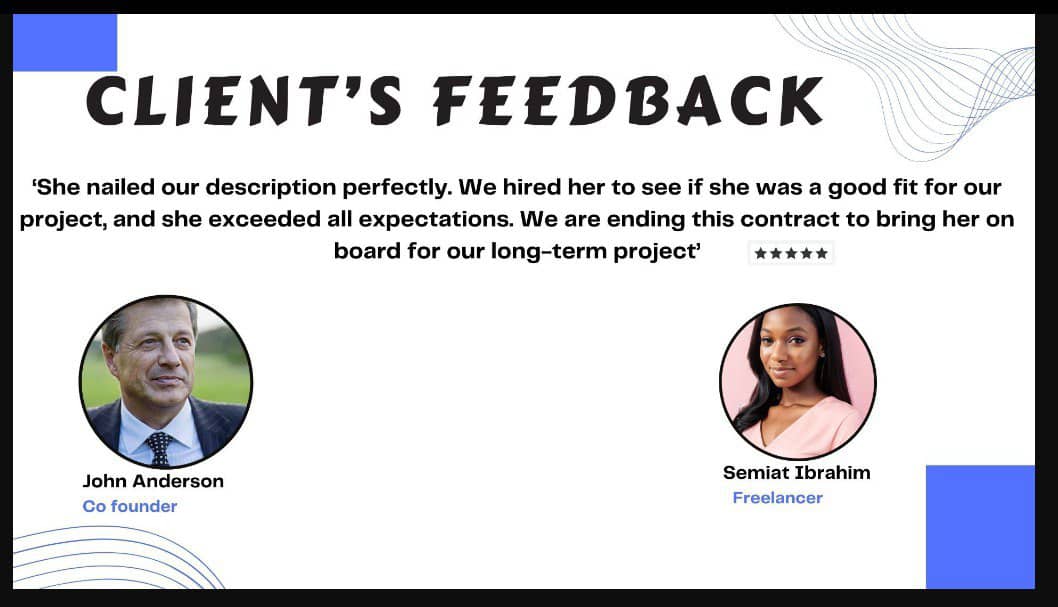 CLIENT’S FEEDBACK
‘She nailed our description perfectly. We hired her to see if she was a good fit for our
project, and she exceeded all expectations. We are ending this contract to bring her on
board for our long-term project’
John Anderson
Co founder
Semiat Ibrahim
Freelancer